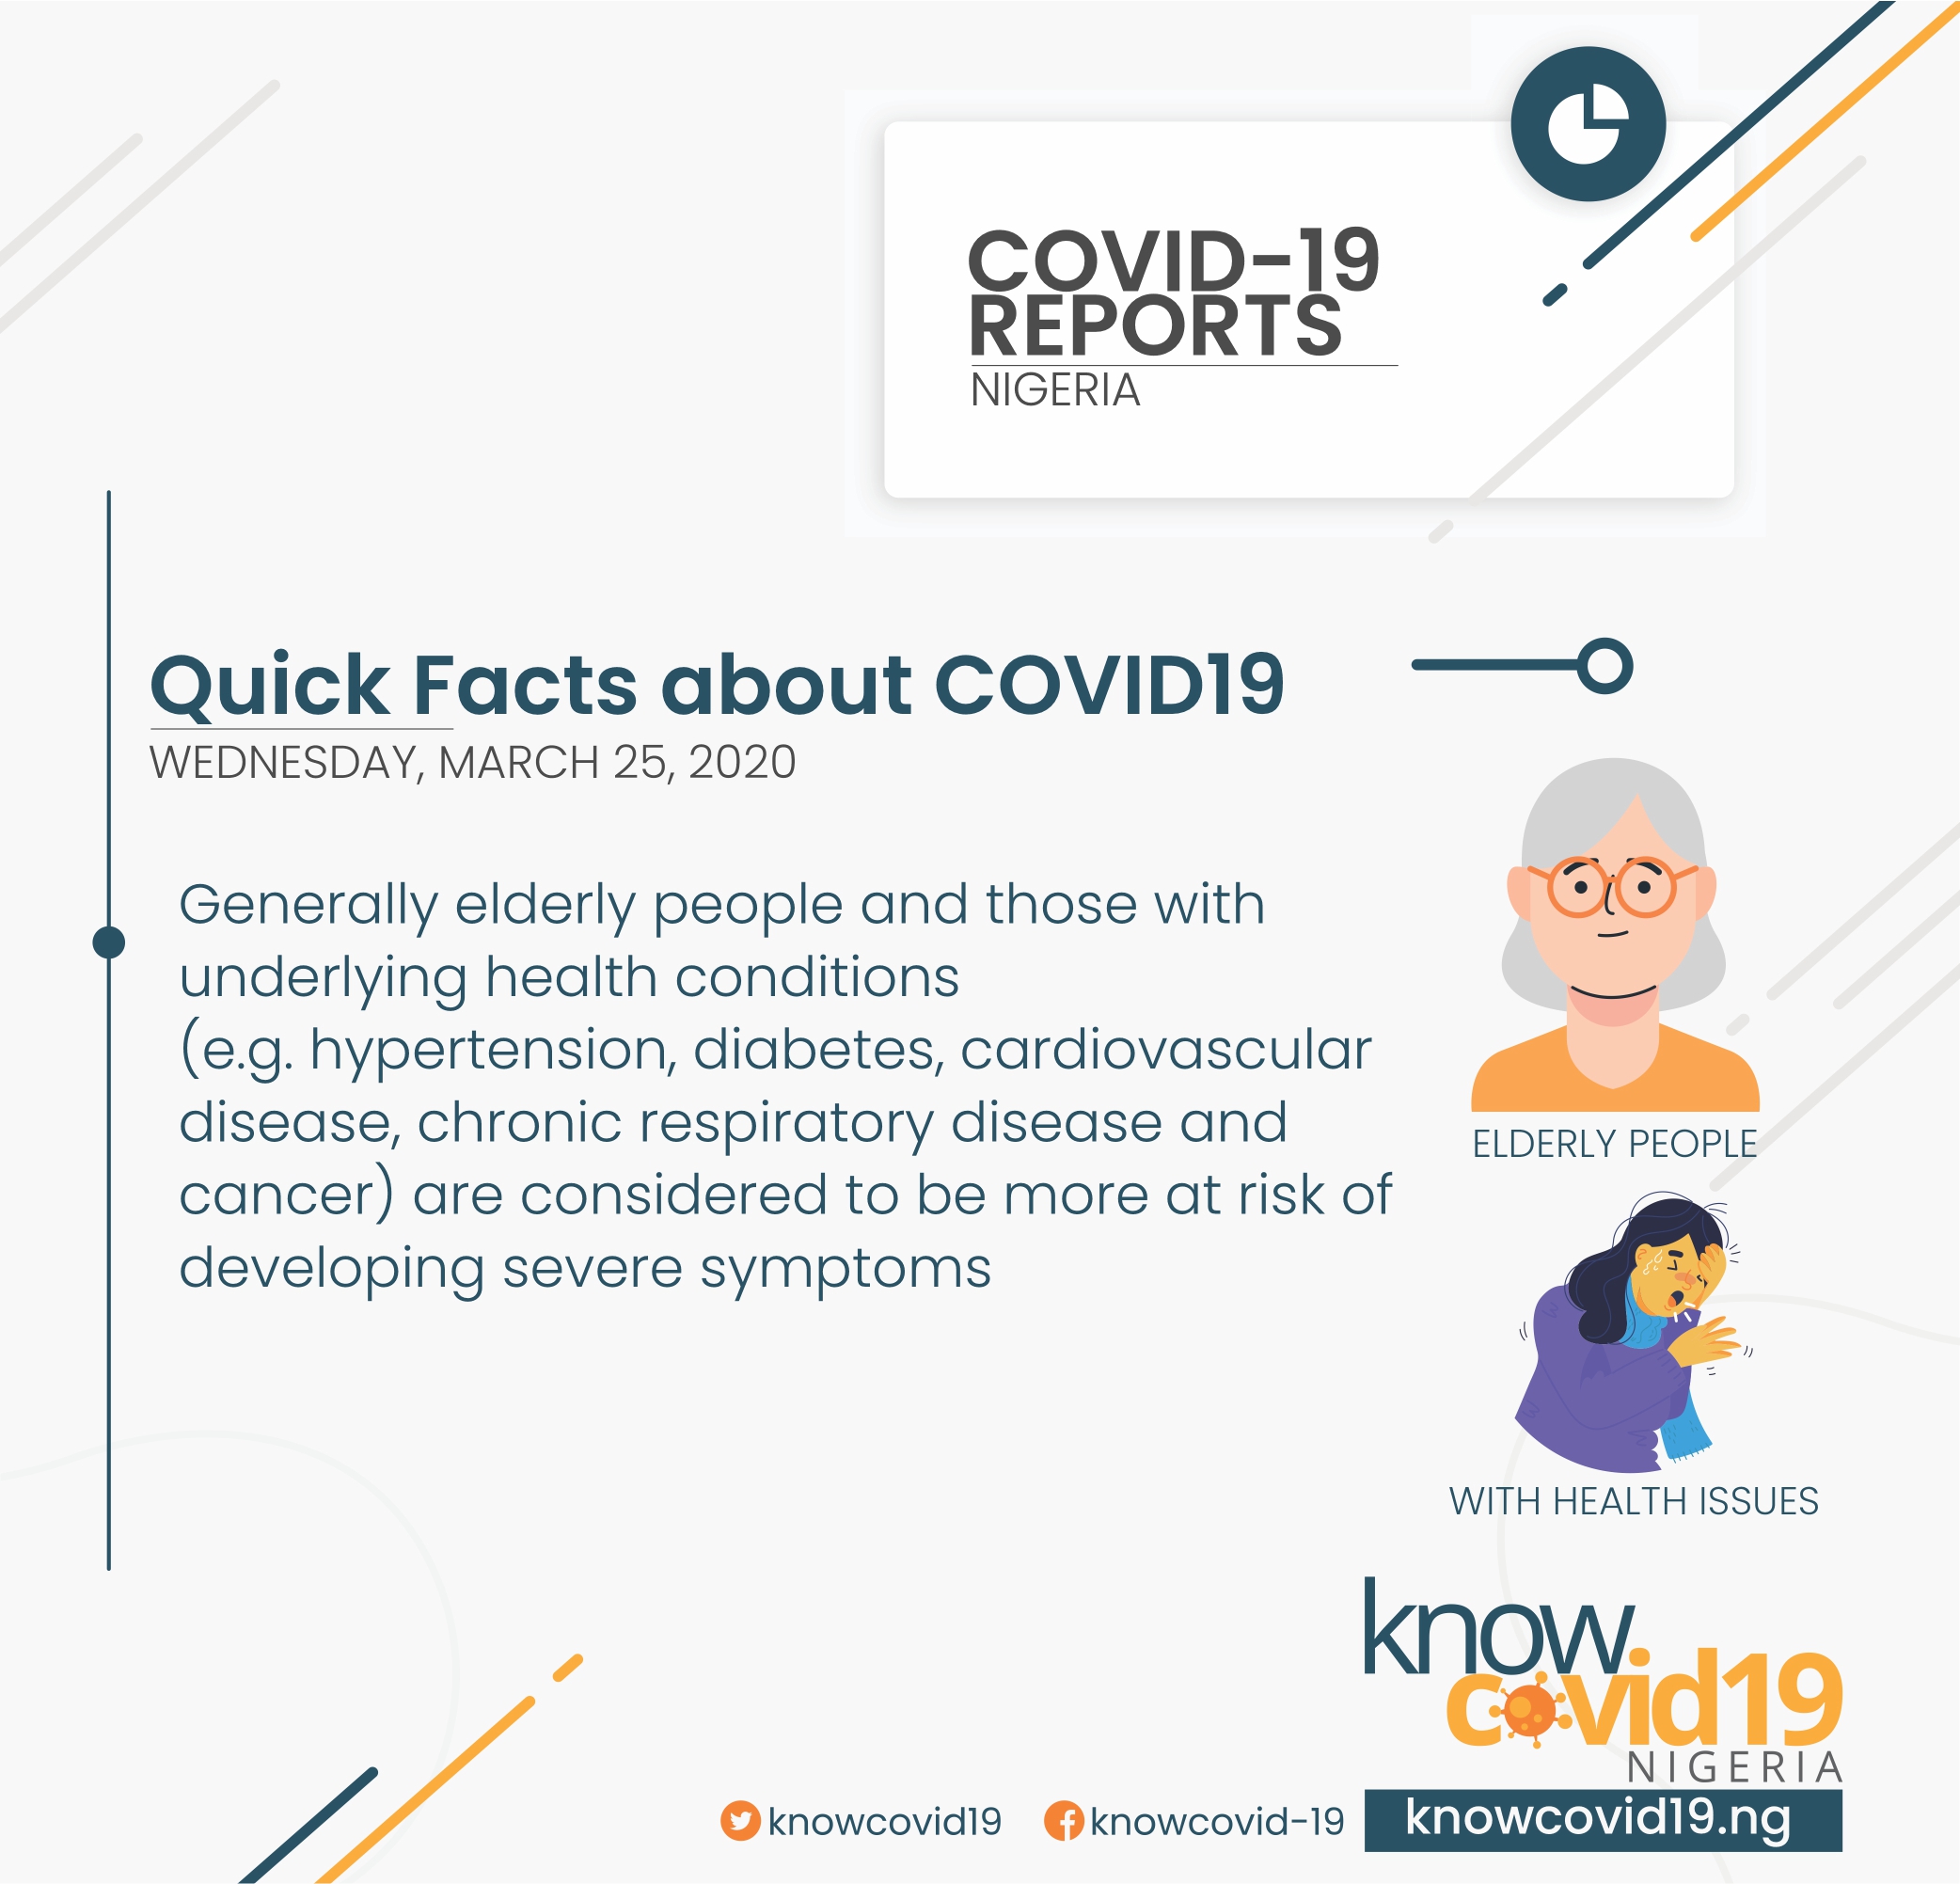 COVID-19
REPORTS
NIGERIA
Quick Facts about COVID19
WEDNESDAY, MARCH 25, 2020
Generally elderly people and those with
underlying health conditions
(e.g. hypertension, diabetes, cardiovascular
disease, chronic respiratory disease and
cancer) are considered to be more at risk of
developing severe symptoms
ELDERLY PEOPLE
WITH HEALTH ISSUES
know
covid19
NIGERIA
knowcovid19 knowcovid-19 knowcovid19.ng